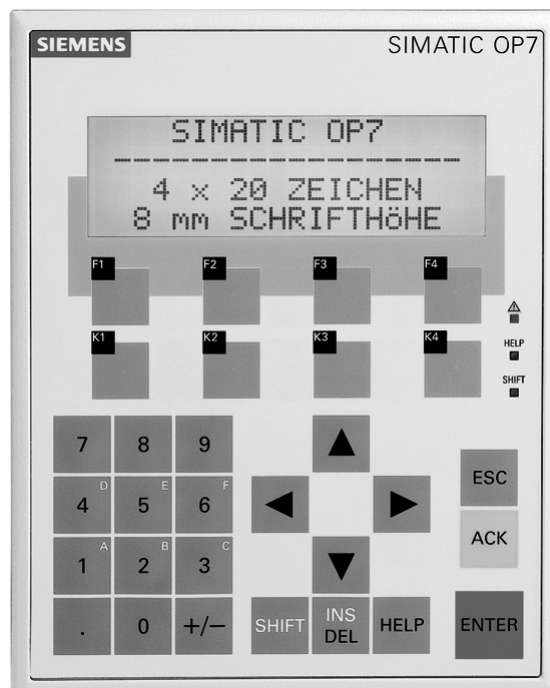 SIEMENS
SIMATIC OP7
SIMATIC OP7
--------------------
4 x 20 ZEICHEN
8 mm SCHRIFTHöHE
F1 F2 F3 F4
K1 K2 K3 K4
HELP
SHIFT
7 8 9
4 D 5 E 6 F
ESC
1 A 2 B 3 C
ACK
. 0 +/− SHIFT INS DEL HELP ENTER